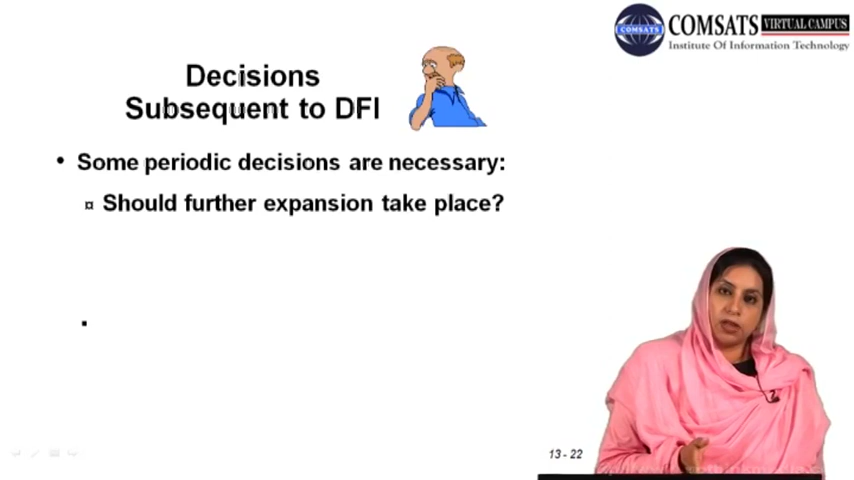 COMSATS VIRTUAL CAMPUS
Institute Of Information Technology
COMSATS
Decisions
Subsequent to DFI
• Some periodic decisions are necessary:
¤ Should further expansion take place?
13 - 22